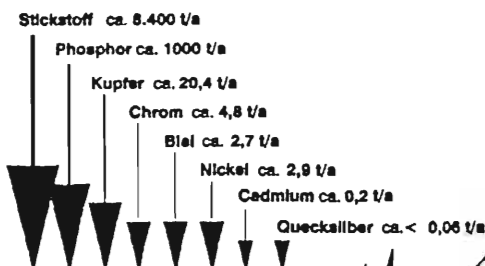 Stickstoff ca. 8.400 t/a
Phosphor ca. 1000 t/a
Kupfer ca. 20,4 t/a
Chrom ca. 4,8 t/a
Blei ca. 2,7 t/a
Nickel ca. 2,9 t/a
Cadmium ca. 0,2 t/a
Quecksilber ca. < 0,06 t/a